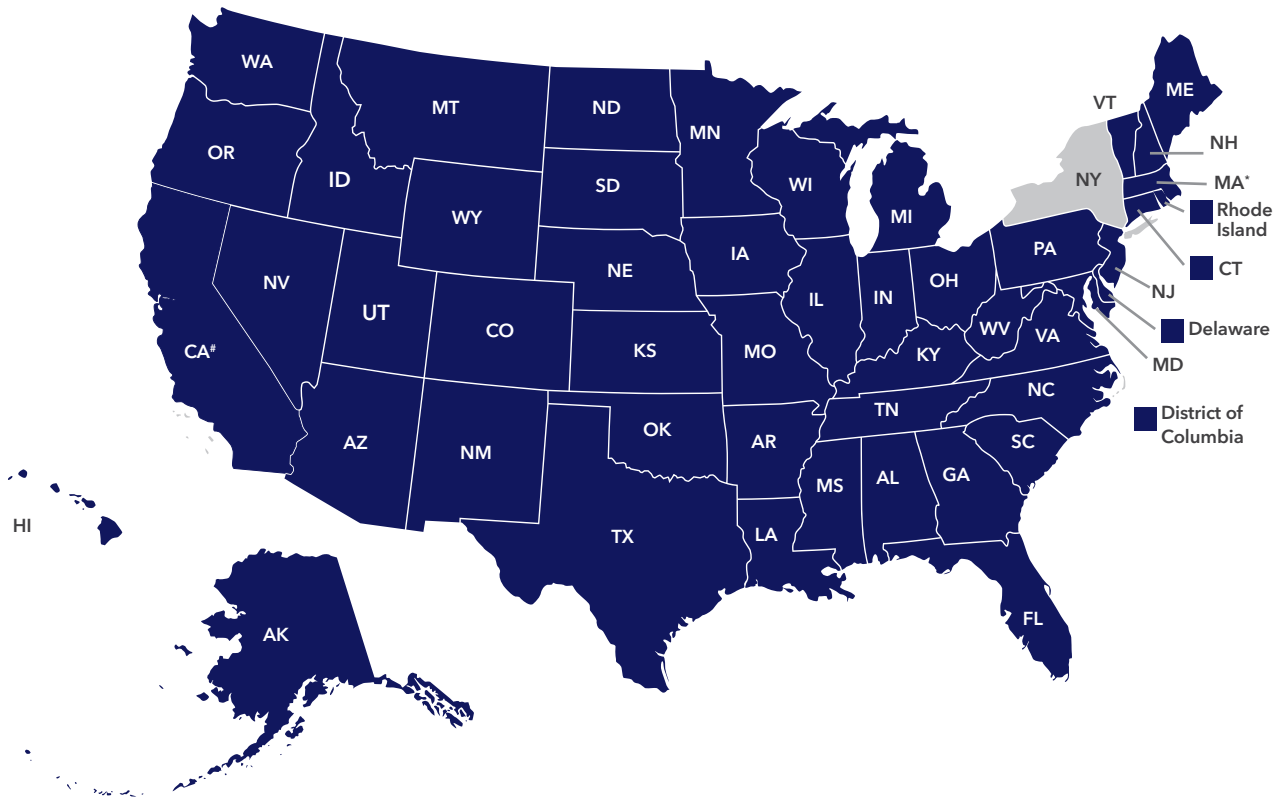 WA
MT
ND
MN
VT
ME
OR
ID
SD
WI
MI
NY
NH
MA*
WY
IA
Rhode
Island
NV
UT
NE
PA
CT
CO
IL
IN
OH
NJ
CA#
KS
MO
KY
WV
VA
Delaware
MD
AZ
NM
OK
AR
TN
NC
District of
Columbia
SC
MS
AL
GA
HI
TX
LA
AK
FL